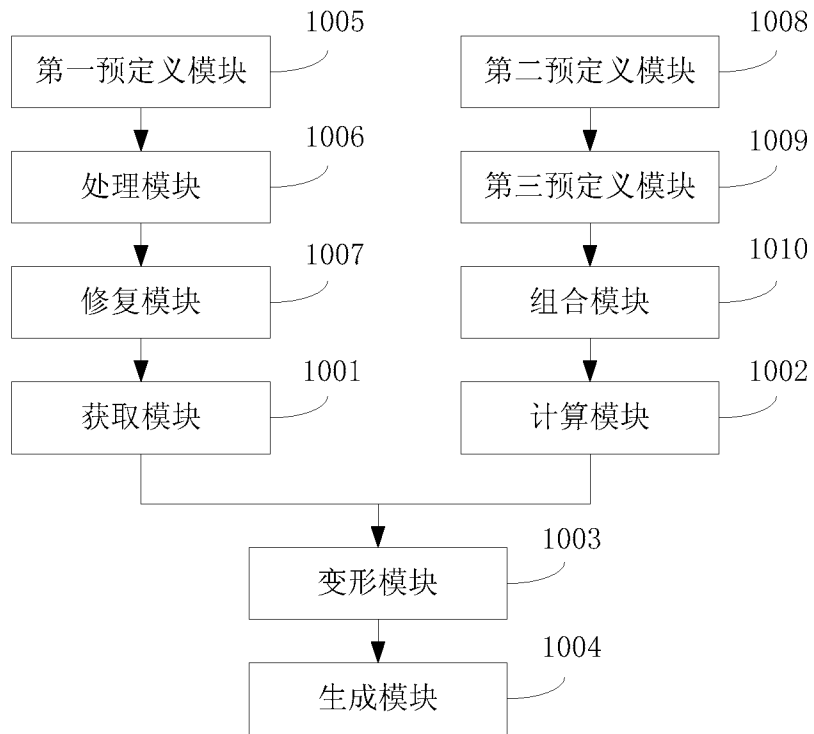 1005
1008
第一预定义模块
第二预定义模块
1006
1009
处理模块
第三预定义模块
1007
1010
修复模块
组合模块
1001
1002
获取模块
计算模块
1003
变形模块
1004
生成模块